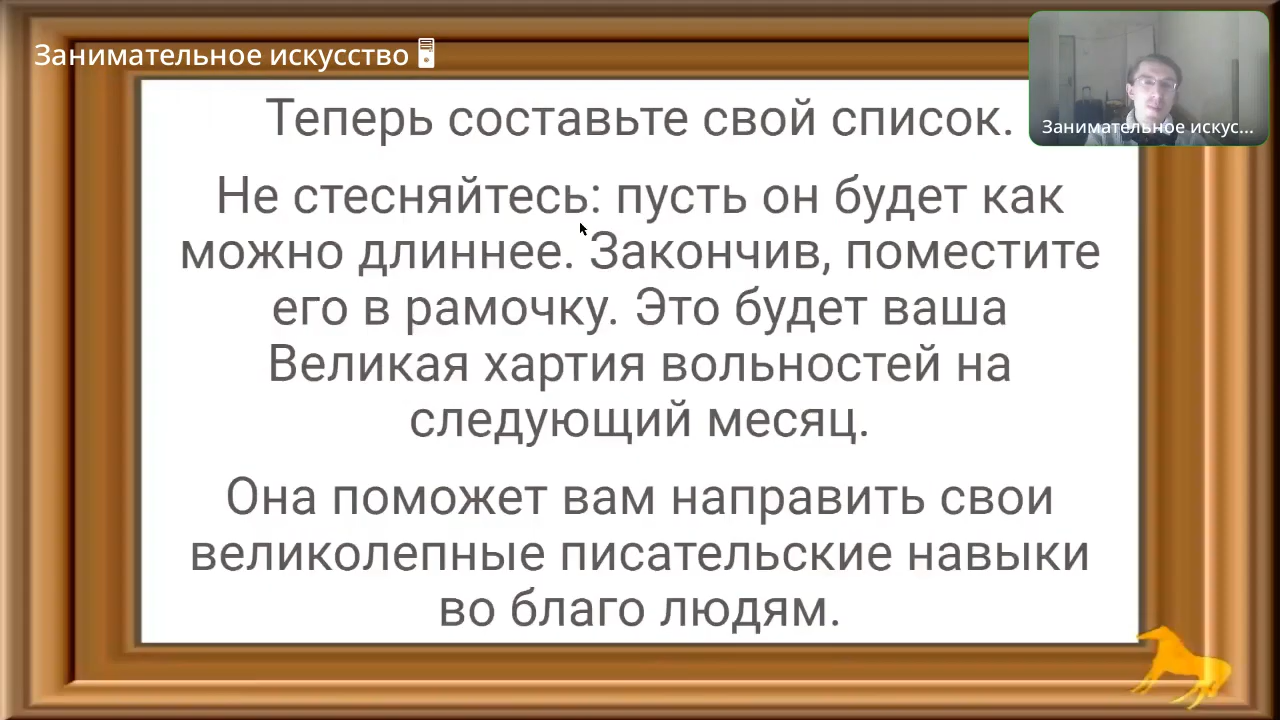 Занимательное искусство
Занимательное искус...
Теперь составьте свой список.
Не стесняйтесь: пусть он будет как
можно длиннее. Закончив, поместите
его в рамочку. Это будет ваша
Великая хартия вольностей на
следующий месяц.
Она поможет вам направить свои
великолепные писательские навыки
во благо людям.